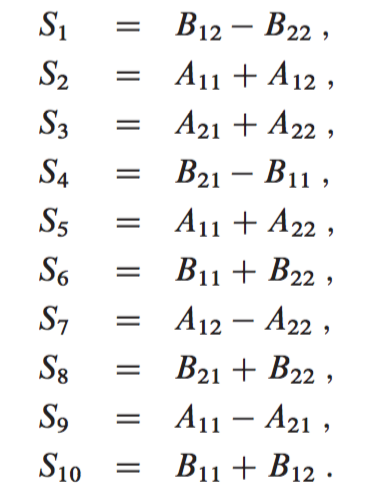 S₁ = B₁₂ − B₂₂ ,
S₂ = A₁₁ + A₁₂ ,
S₃ = A₂₁ + A₂₂ ,
S₄ = B₂₁ − B₁₁ ,
S₅ = A₁₁ + A₂₂ ,
S₆ = B₁₁ + B₂₂ ,
S₇ = A₁₂ − A₂₂ ,
S₈ = B₂₁ + B₂₂ ,
S₉ = A₁₁ − A₂₁ ,
S₁₀ = B₁₁ + B₁₂ .